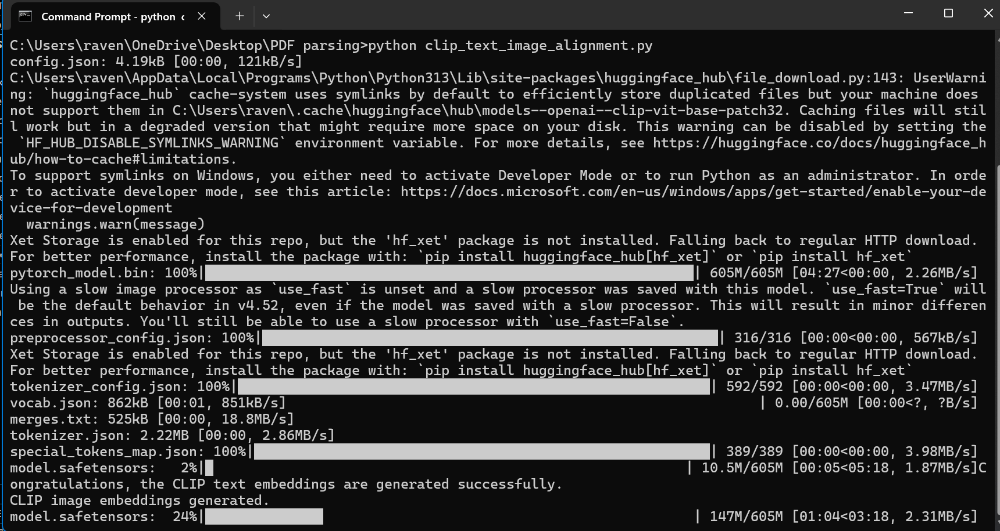 Command Prompt - python c
C:\Users\raven\OneDrive\Desktop\PDF parsing>python clip_text_image_alignment.py
config.json: 4.19kB [00:00, 121kB/s]
C:\Users\raven\AppData\Local\Programs\Python\Python313\Lib\site-packages\huggingface_hub\file_download.py:143: UserWarni
ng: `huggingface_hub` cache-system uses symlinks by default to efficiently store duplicated files but your machine does
not support them in C:\Users\raven\.cache\huggingface\hub\models--openai--clip-vit-base-patch32. Caching files will stil
l work but in a degraded version that might require more space on your disk. This warning can be disabled by setting the
`HF_HUB_DISABLE_SYMLINKS_WARNING` environment variable. For more details, see https://huggingface.co/docs/huggingface_h
ub/how-to-cache#limitations.
To support symlinks on Windows, you either need to activate Developer Mode or to run Python as an administrator. In orde
r to activate developer mode, see this article: https://docs.microsoft.com/en-us/windows/apps/get-started/enable-your-de
vice-for-development
warnings.warn(message)
Xet Storage is enabled for this repo, but the 'hf_xet' package is not installed. Falling back to regular HTTP download.
For better performance, install the package with: `pip install huggingface_hub[hf_xet]` or `pip install hf_xet`
pytorch_model.bin: 100%| | 605M/605M [04:27<00:00, 2.26MB/s]
Using a slow image processor as `use_fast` is unset and a slow processor was saved with this model. `use_fast=True` will
be the default behavior in v4.52, even if the model was saved with a slow processor. This will result in minor differen
ces in outputs. You'll still be able to use a slow processor with `use_fast=False`.
preprocessor_config.json: 100%| | 316/316 [00:00<00:00, 567kB/s]
Xet Storage is enabled for this repo, but the 'hf_xet' package is not installed. Falling back to regular HTTP download.
For better performance, install the package with: `pip install huggingface_hub[hf_xet]` or `pip install hf_xet`
tokenizer_config.json: 100%| | 592/592 [00:00<00:00, 3.47MB/s]
vocab.json: 862kB [00:01, 851kB/s] | 0.00/605M [00:00<?, ?B/s]
merges.txt: 525kB [00:00, 18.8MB/s]
tokenizer.json: 2.22MB [00:00, 2.86MB/s]
special_tokens_map.json: 100%| | 389/389 [00:00<00:00, 3.98MB/s]
model.safetensors: 2%| | 10.5M/605M [00:05<05:18, 1.87MB/s]C
ongratulations, the CLIP text embeddings are generated successfully.
CLIP image embeddings generated.
model.safetensors: 24%| | 147M/605M [01:04<03:18, 2.31MB/s]